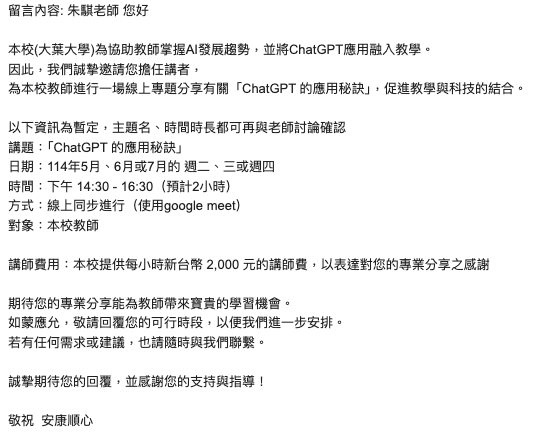 留言內容: 朱騏老師 您好
本校(大葉大學)為協助教師掌握AI發展趨勢，並將ChatGPT應用融入教學。
因此，我們誠摯邀請您擔任講者，
為本校教師進行一場線上專題分享有關「ChatGPT 的應用秘訣」，促進教學與科技的結合。
以下資訊為暫定，主題名、時間時長都可再與老師討論確認
講題：「ChatGPT 的應用秘訣」
日期：114年5月、6月或7月的 週二、三或週四
時間：下午 14:30 - 16:30（預計2小時）
方式：線上同步進行（使用google meet）
對象：本校教師
講師費用：本校提供每小時新台幣 2,000 元的講師費，以表達對您的專業分享之感謝
期待您的專業分享能為教師帶來寶貴的學習機會。
如蒙應允，敬請回覆您的可行時段，以便我們進一步安排。
若有任何需求或建議，也請隨時與我們聯繫。
誠摯期待您的回覆，並感謝您的支持與指導！
敬祝 安康順心